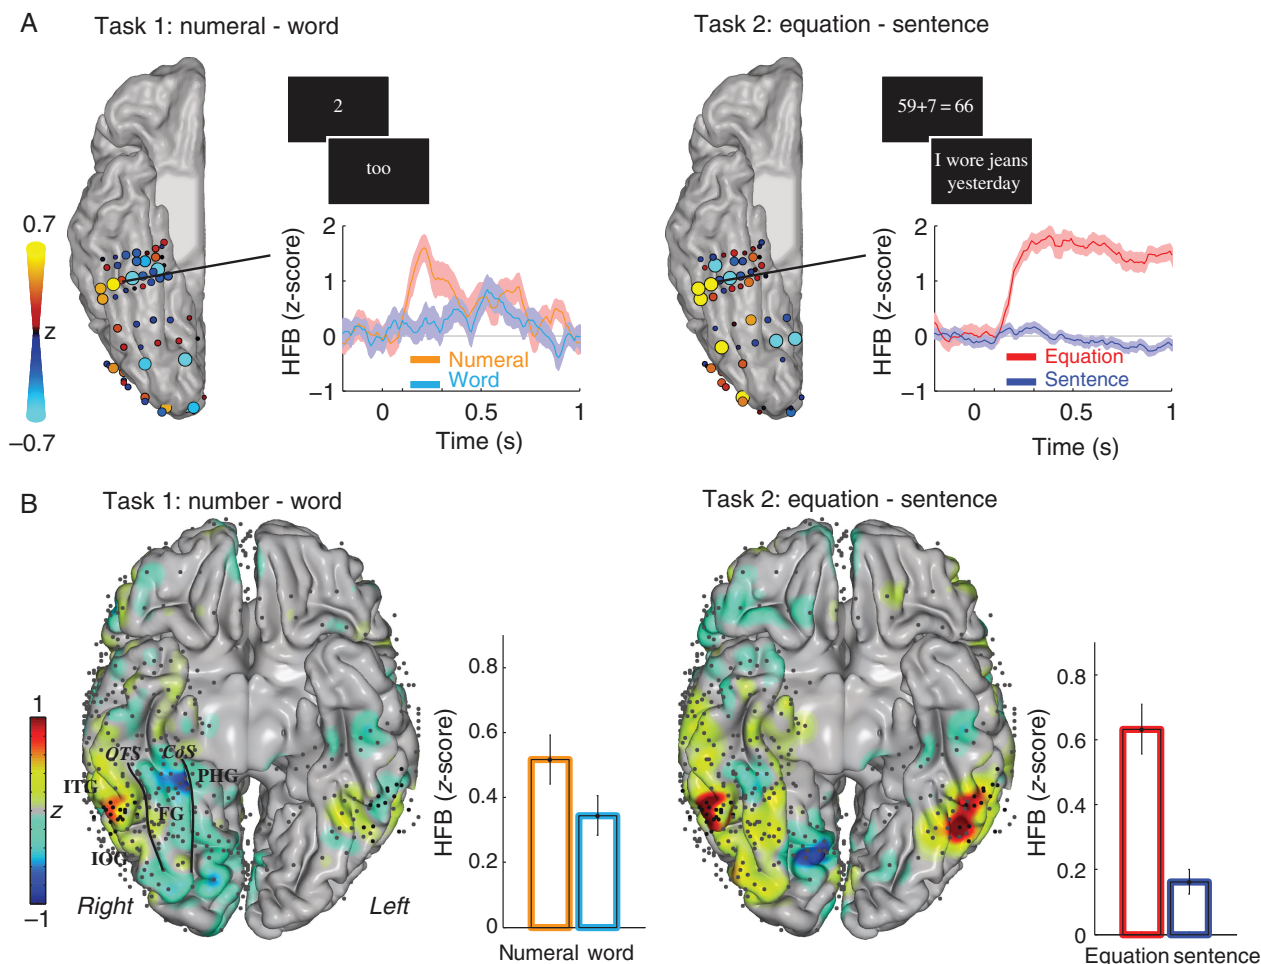 A
Task 1: numeral - word
Task 2: equation - sentence
2
too
59+7 = 66
I wore jeans
yesterday
0.7
z
−0.7
HFB (z-score)
2
1
0
−1
Numeral
Word
0
0.5
1
Time (s)
HFB (z-score)
2
1
0
−1
Equation
Sentence
0
0.5
1
Time (s)
B
Task 1: number - word
Task 2: equation - sentence
1
z
−1
OTS
CoS
PHG
ITG
FG
IOG
Right
Left
HFB (z-score)
0.8
0.6
0.4
0.2
0
Numeral word
HFB (z-score)
0.8
0.6
0.4
0.2
0
Equation sentence